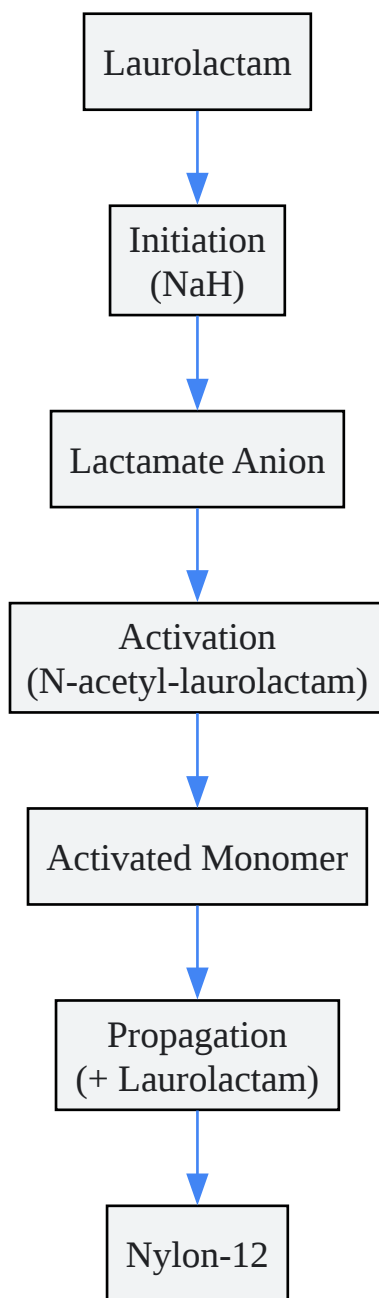 Laurolactam
Initiation
(NaH)
Lactamate Anion
Activation
(N-acetyl-laurolactam)
Activated Monomer
Propagation
(+ Laurolactam)
Nylon-12